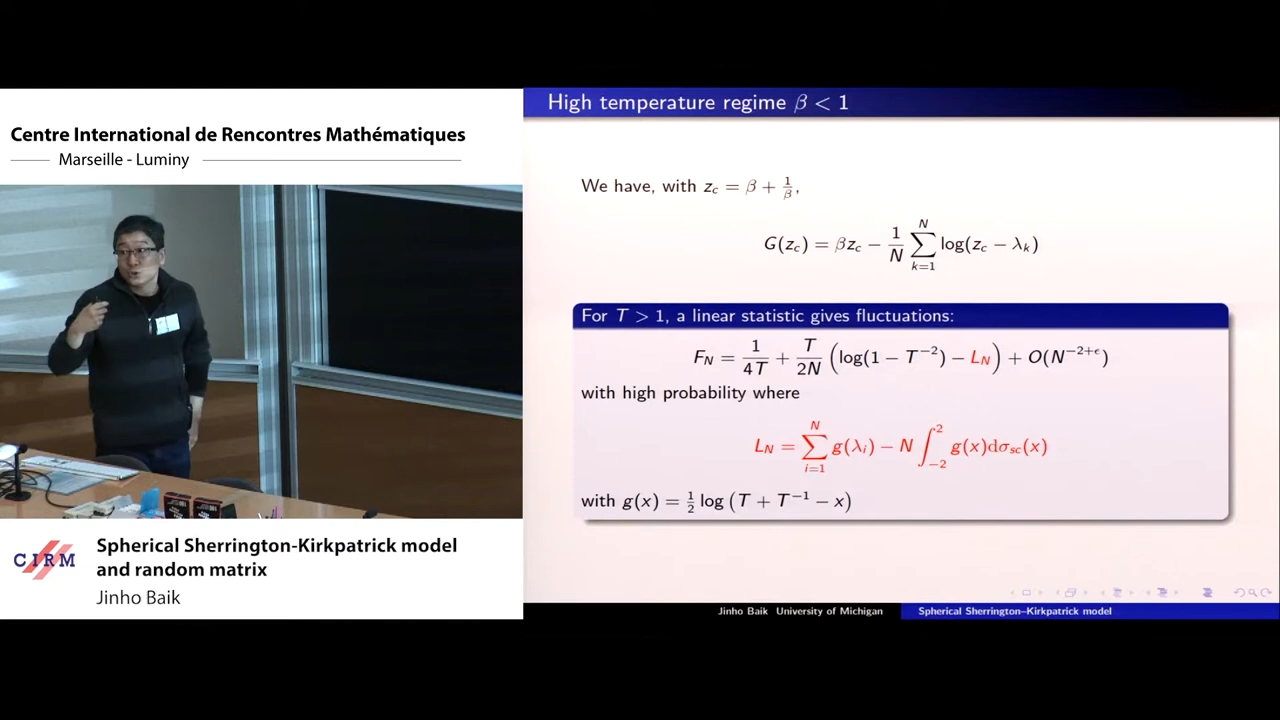 Centre International de Rencontres Mathématiques
Marseille - Luminy
CIRM
Spherical Sherrington-Kirkpatrick model
and random matrix
Jinho Baik
High temperature regime β < 1
We have, with z_c = β + 1/β,
G(z_c) = βz_c − 1/N ∑_{k=1}^{N} log(z_c − λ_k)
For T > 1, a linear statistic gives fluctuations:
F_N = 1/4T + T/2N (log(1 − T^{−2}) − L_N) + O(N^{−2+ϵ})
with high probability where
L_N = ∑_{i=1}^{N} g(λ_i) − N ∫_{−2}^{2} g(x)dσ_{sc}(x)
with g(x) = 1/2 log (T + T^{−1} − x)
Jinho Baik University of Michigan
Spherical Sherrington–Kirkpatrick model